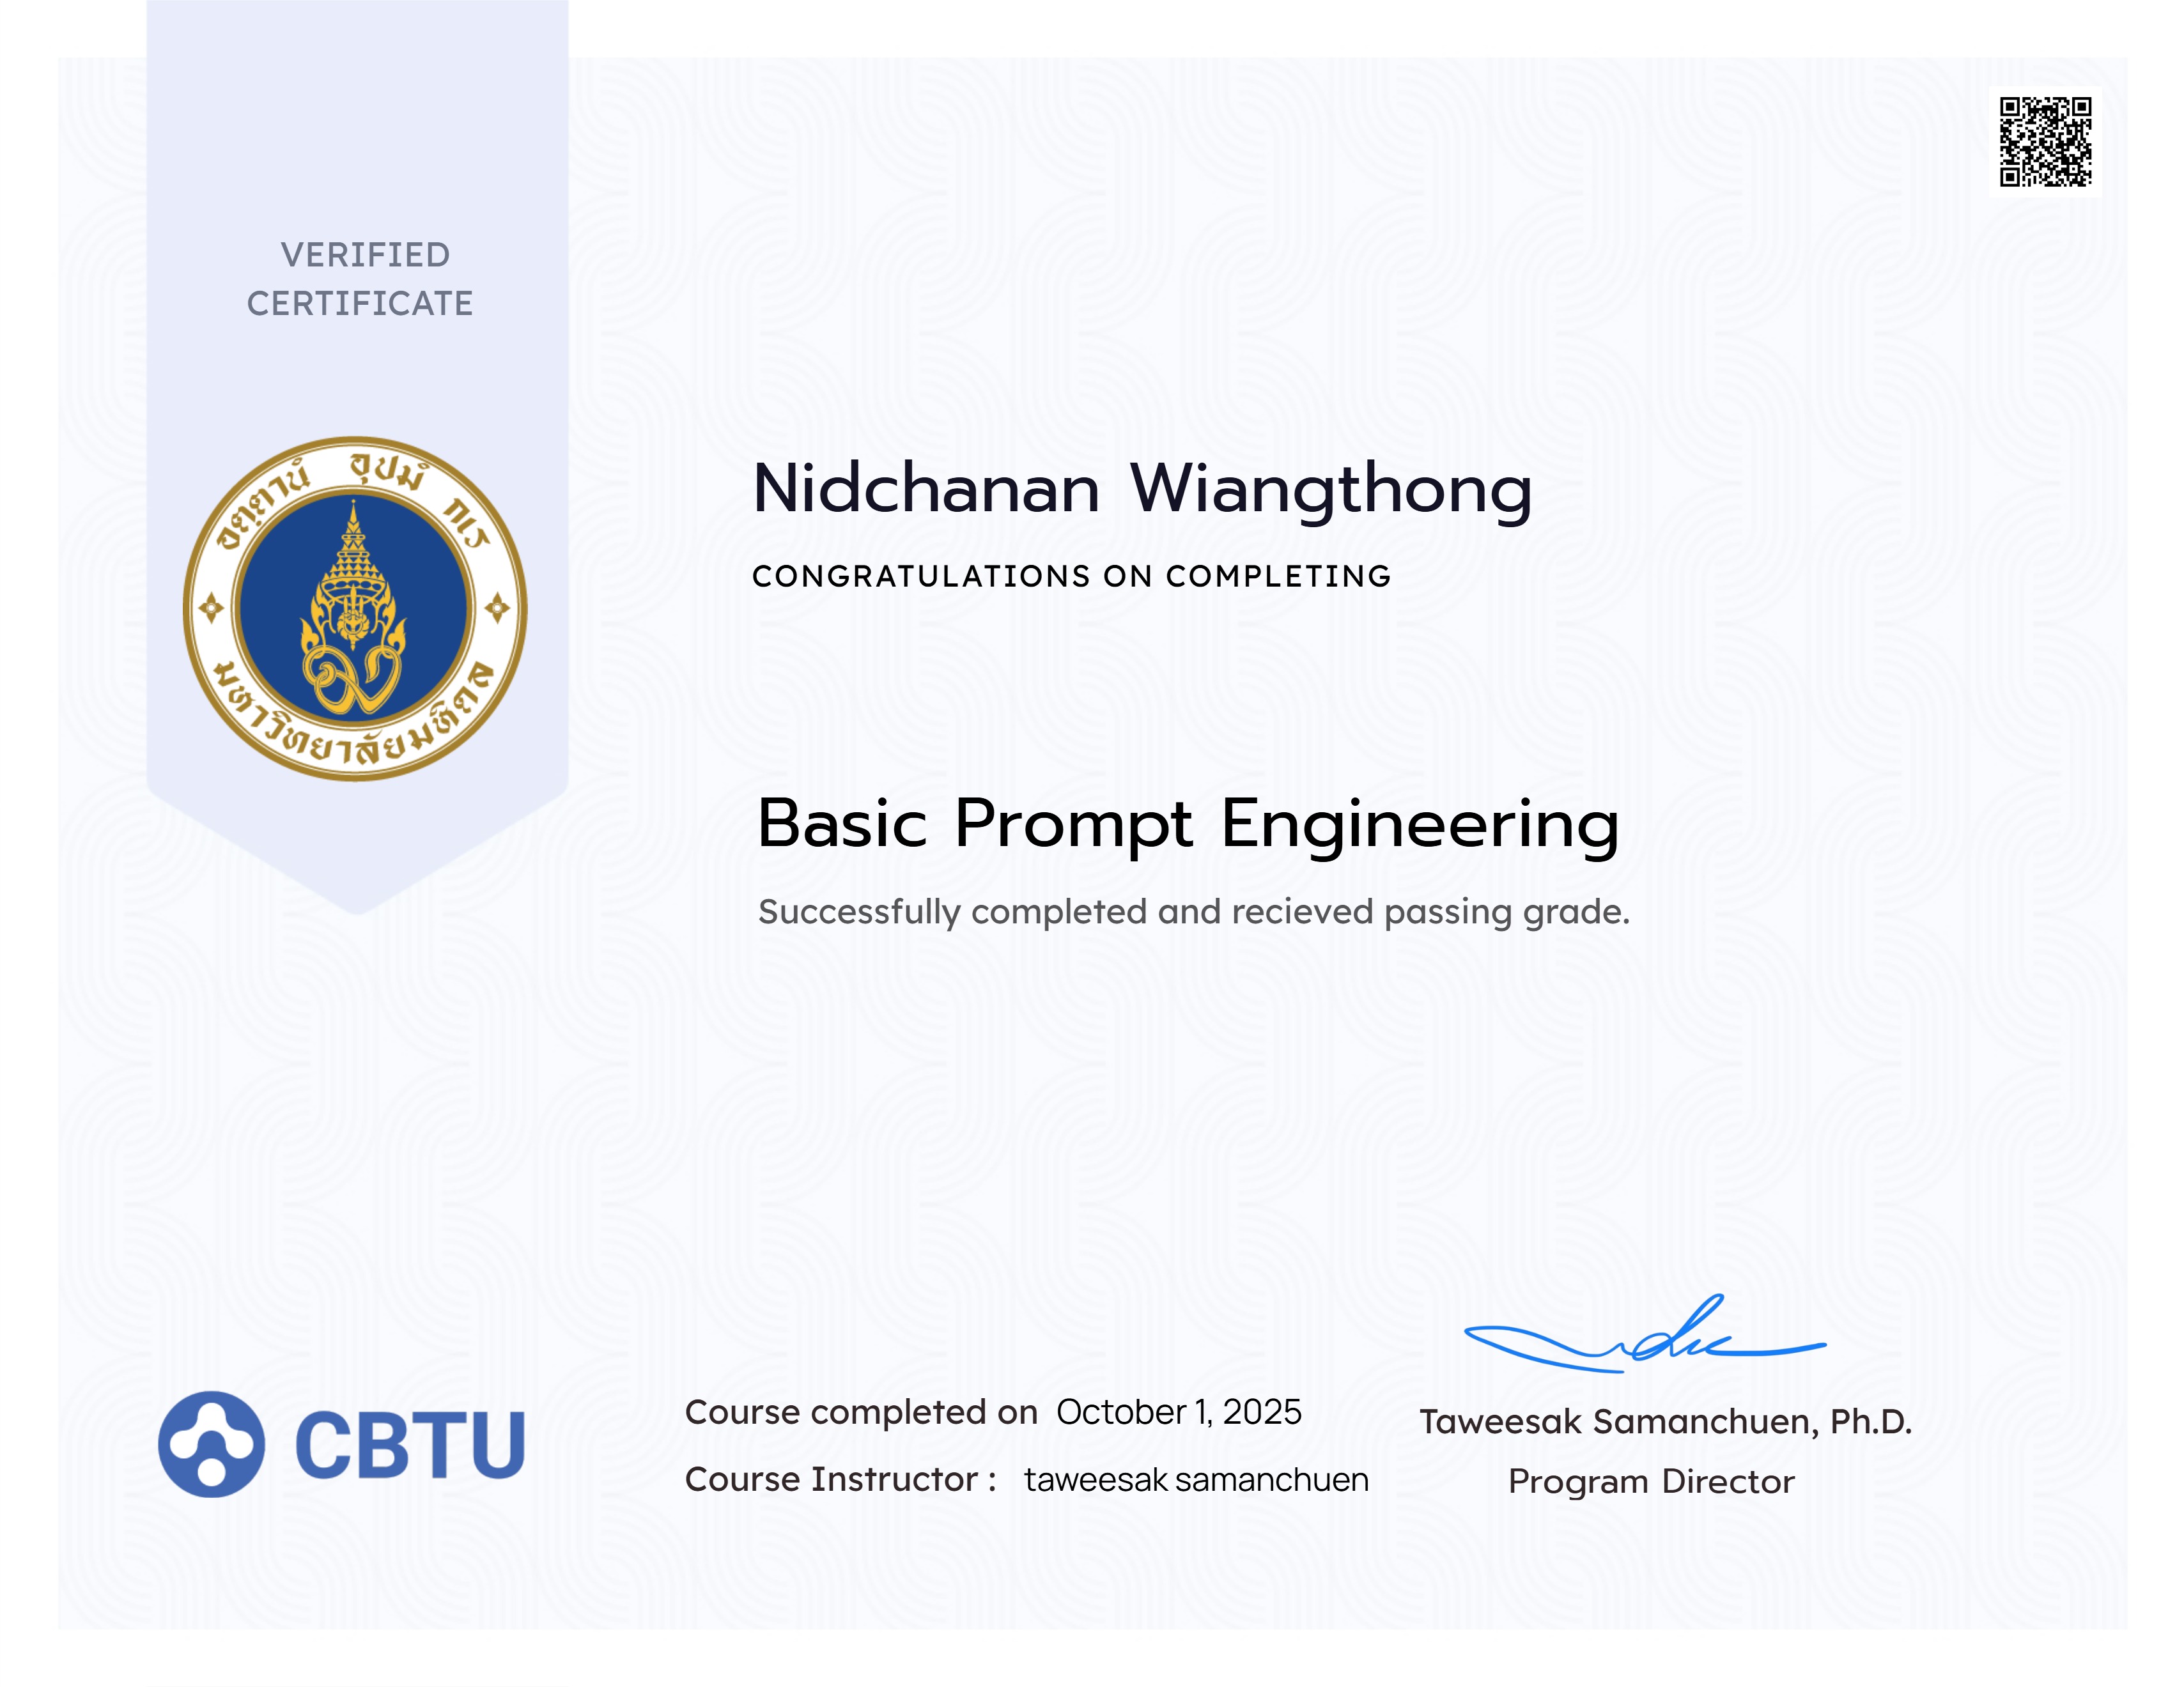 VERIFIED
CERTIFICATE
อตฺตานํ อุปมํ กเร
มหาวิทยาลัยมหิดล
Nidchanan Wiangthong
CONGRATULATIONS ON COMPLETING
Basic Prompt Engineering
Successfully completed and recieved passing grade.
CBTU
Course completed on October 1, 2025
Course Instructor : taweesak samanchuen
Taweesak Samanchuen, Ph.D.
Program Director